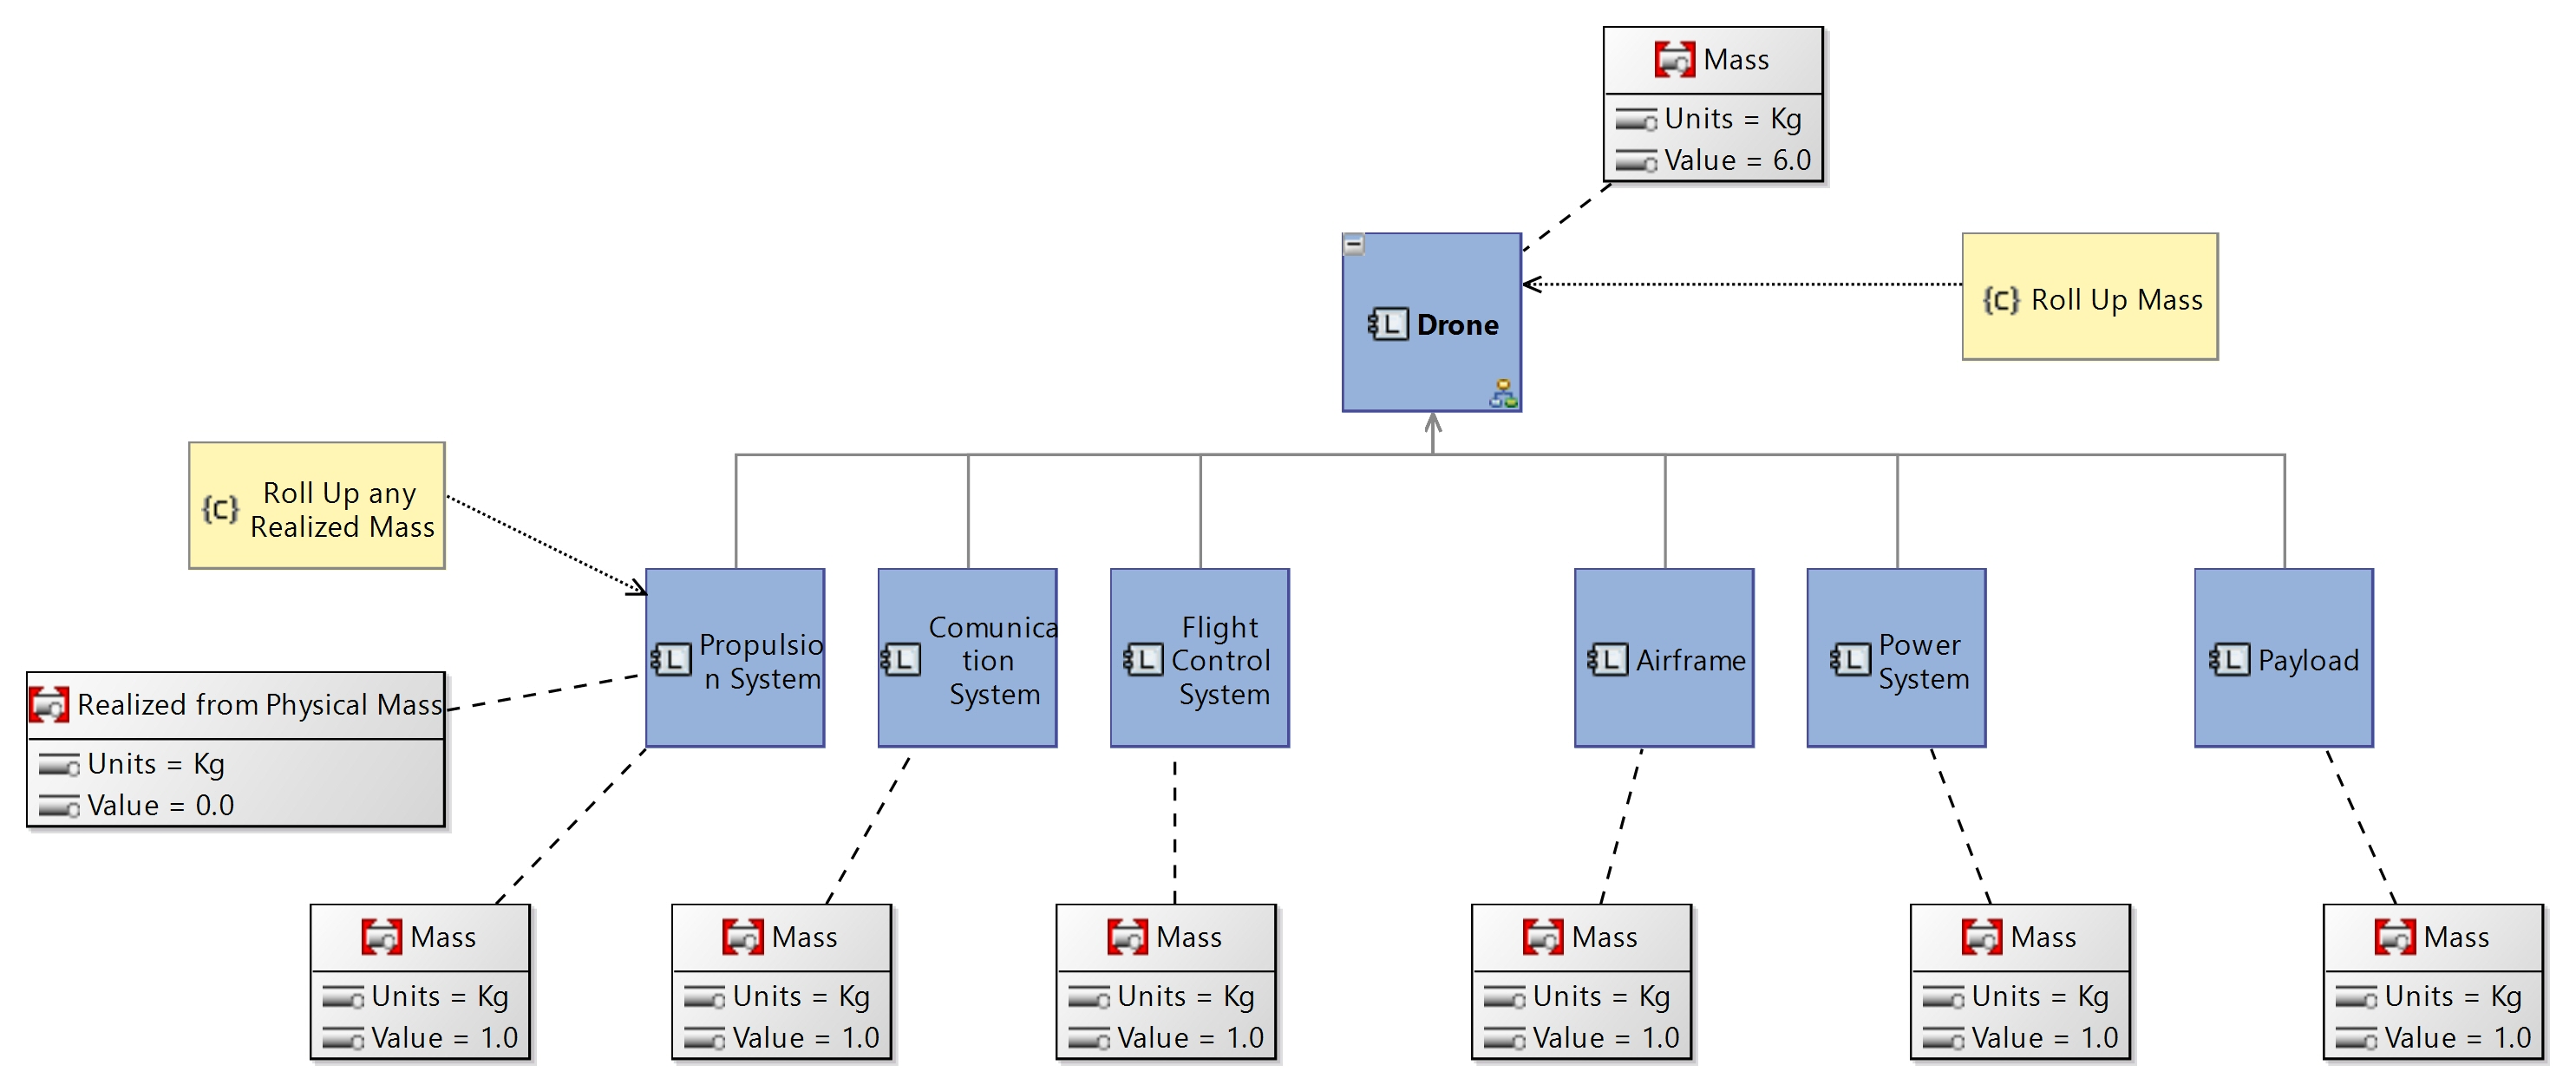 Mass
Units = Kg
Value = 6.0
L Drone
{c} Roll Up Mass
{c} Roll Up any
Realized Mass
L Propulsio
n System
L Comunica
tion
System
L Flight
Control
System
L Airframe
L Power
System
L Payload
Realized from Physical Mass
Units = Kg
Value = 0.0
Mass
Units = Kg
Value = 1.0
Mass
Units = Kg
Value = 1.0
Mass
Units = Kg
Value = 1.0
Mass
Units = Kg
Value = 1.0
Mass
Units = Kg
Value = 1.0
Mass
Units = Kg
Value = 1.0